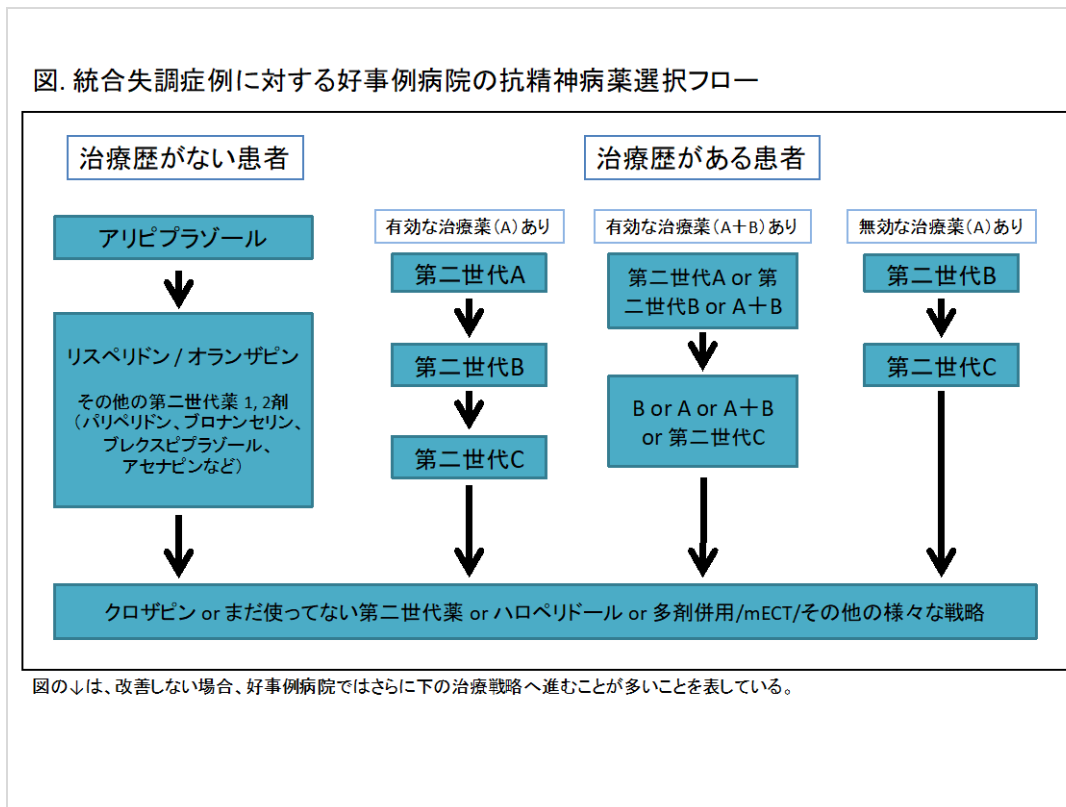 図. 統合失調症例に対する好事例病院の抗精神病薬選択フロー
治療歴がない患者
治療歴がある患者
アリピプラゾール
リスペリドン / オランザピン
その他の第二世代薬 1, 2剤
（パリペリドン、ブロナンセリン、
ブレクスピプラゾール、
アセナピンなど）
有効な治療薬（A）あり
第二世代A
第二世代B
第二世代C
有効な治療薬（A＋B）あり
第二世代A or 第
二世代B or A＋B
B or A or A＋B
or 第二世代C
無効な治療薬（A）あり
第二世代B
第二世代C
クロザピン or まだ使ってない第二世代薬 or ハロペリドール or 多剤併用/mECT/その他の様々な戦略
図の↓は、改善しない場合、好事例病院ではさらに下の治療戦略へ進むことが多いことを表している。